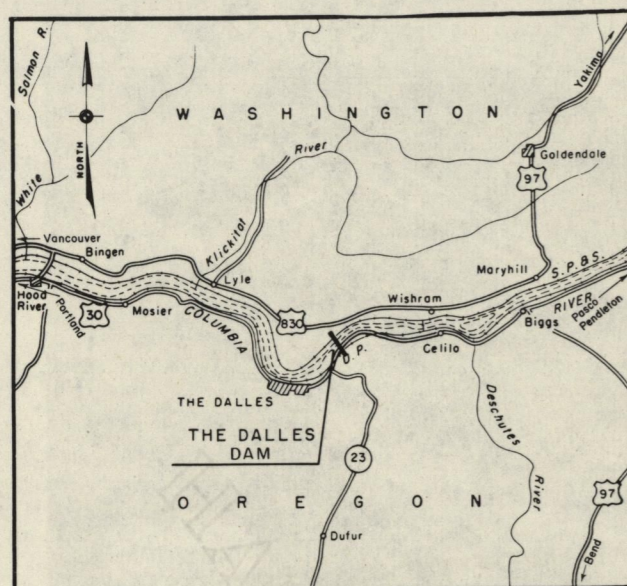 Salmon R.
White
NORTH
WASHINGTON
Yakima
Goldendale
97
Klickitat River
Vancouver
Bingen
Lyle
Hood River
Portland
30
Mosier
COLUMBIA RIVER
830
Wishram
Maryhill
S.P.&S.
Pasco
Pendleton
Biggs
Celilo
U.P.
THE DALLES
THE DALLES
DAM
23
Deschutes River
97
OREGON
Bend
Dufur